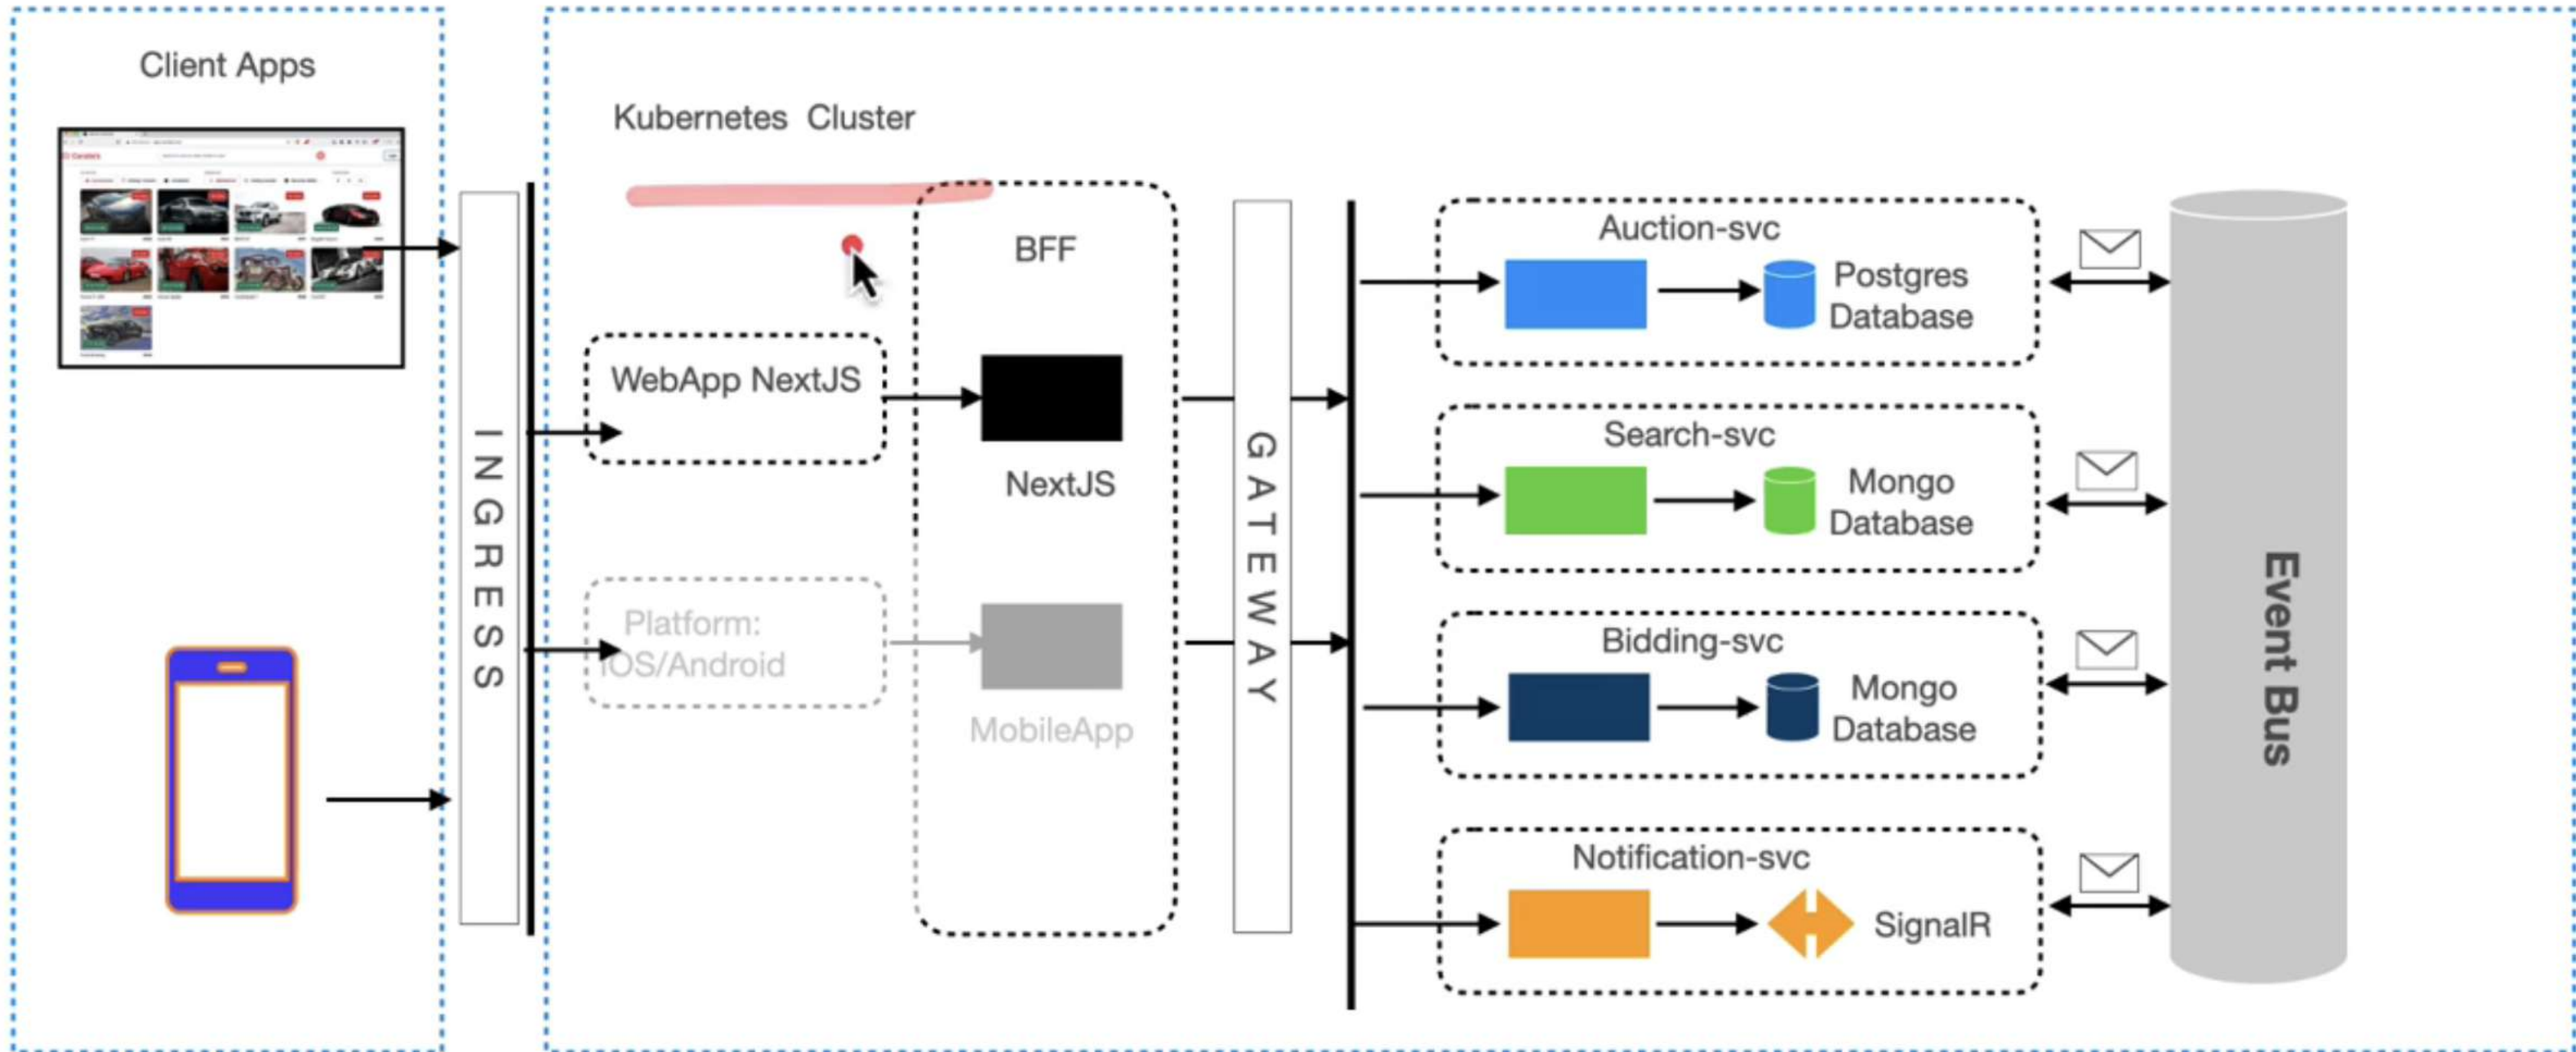 Client Apps
Kubernetes Cluster
INGRESS
WebApp NextJS
Platform:
iOS/Android
BFF
NextJS
MobileApp
GATEWAY
Auction-svc
Postgres
Database
Search-svc
Mongo
Database
Bidding-svc
Mongo
Database
Notification-svc
SignalR
Event Bus